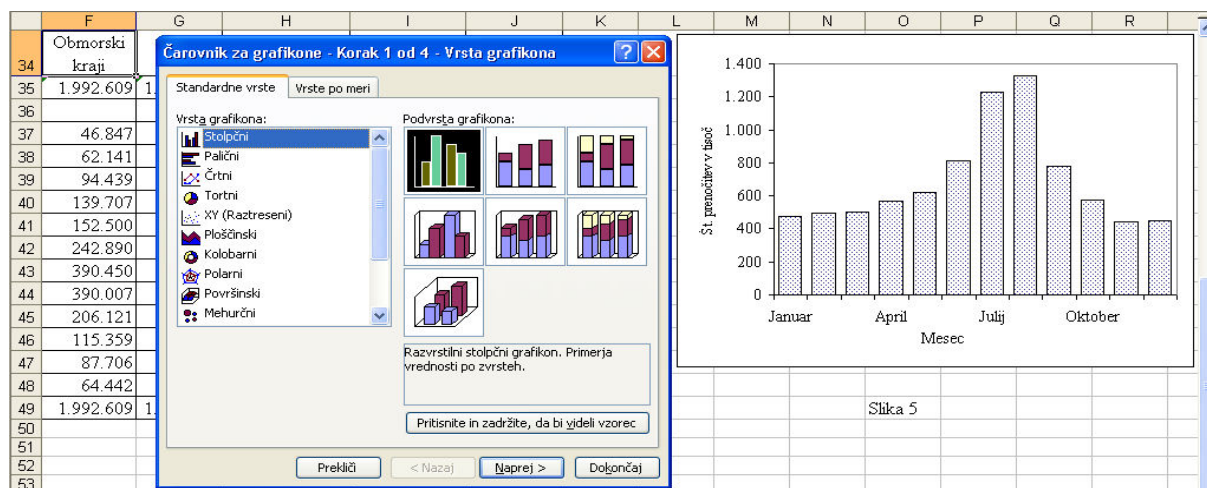 F G H I J K L M N O P Q R
34 Obmorski
kraji
35 1.992.609 1.
36
37 46.847
38 62.141
39 94.439
40 139.707
41 152.500
42 242.890
43 390.450
44 390.007
45 206.121
46 115.359
47 87.706
48 64.442
49 1.992.609 1.
50
51
52
53
Čarovnik za grafikone - Korak 1 od 4 - Vrsta grafikona
Standardne vrste Vrste po meri
Vrsta grafikona:
Stolpčni
Palični
Črtni
Tortni
XY (Raztreseni)
Ploščinski
Kolobarni
Polarni
Površinski
Mehurčni
Podvrsta grafikona:
Razvrstilni stolpčni grafikon. Primerja
vrednosti po zvrsteh.
Pritisnite in zadržite, da bi videli vzorec
Prekliči < Nazaj Naprej > Dokončaj
Št. prenočitev v tisoč
1.400
1.200
1.000
800
600
400
200
0
Januar April Julij Oktober
Mesec
Slika 5